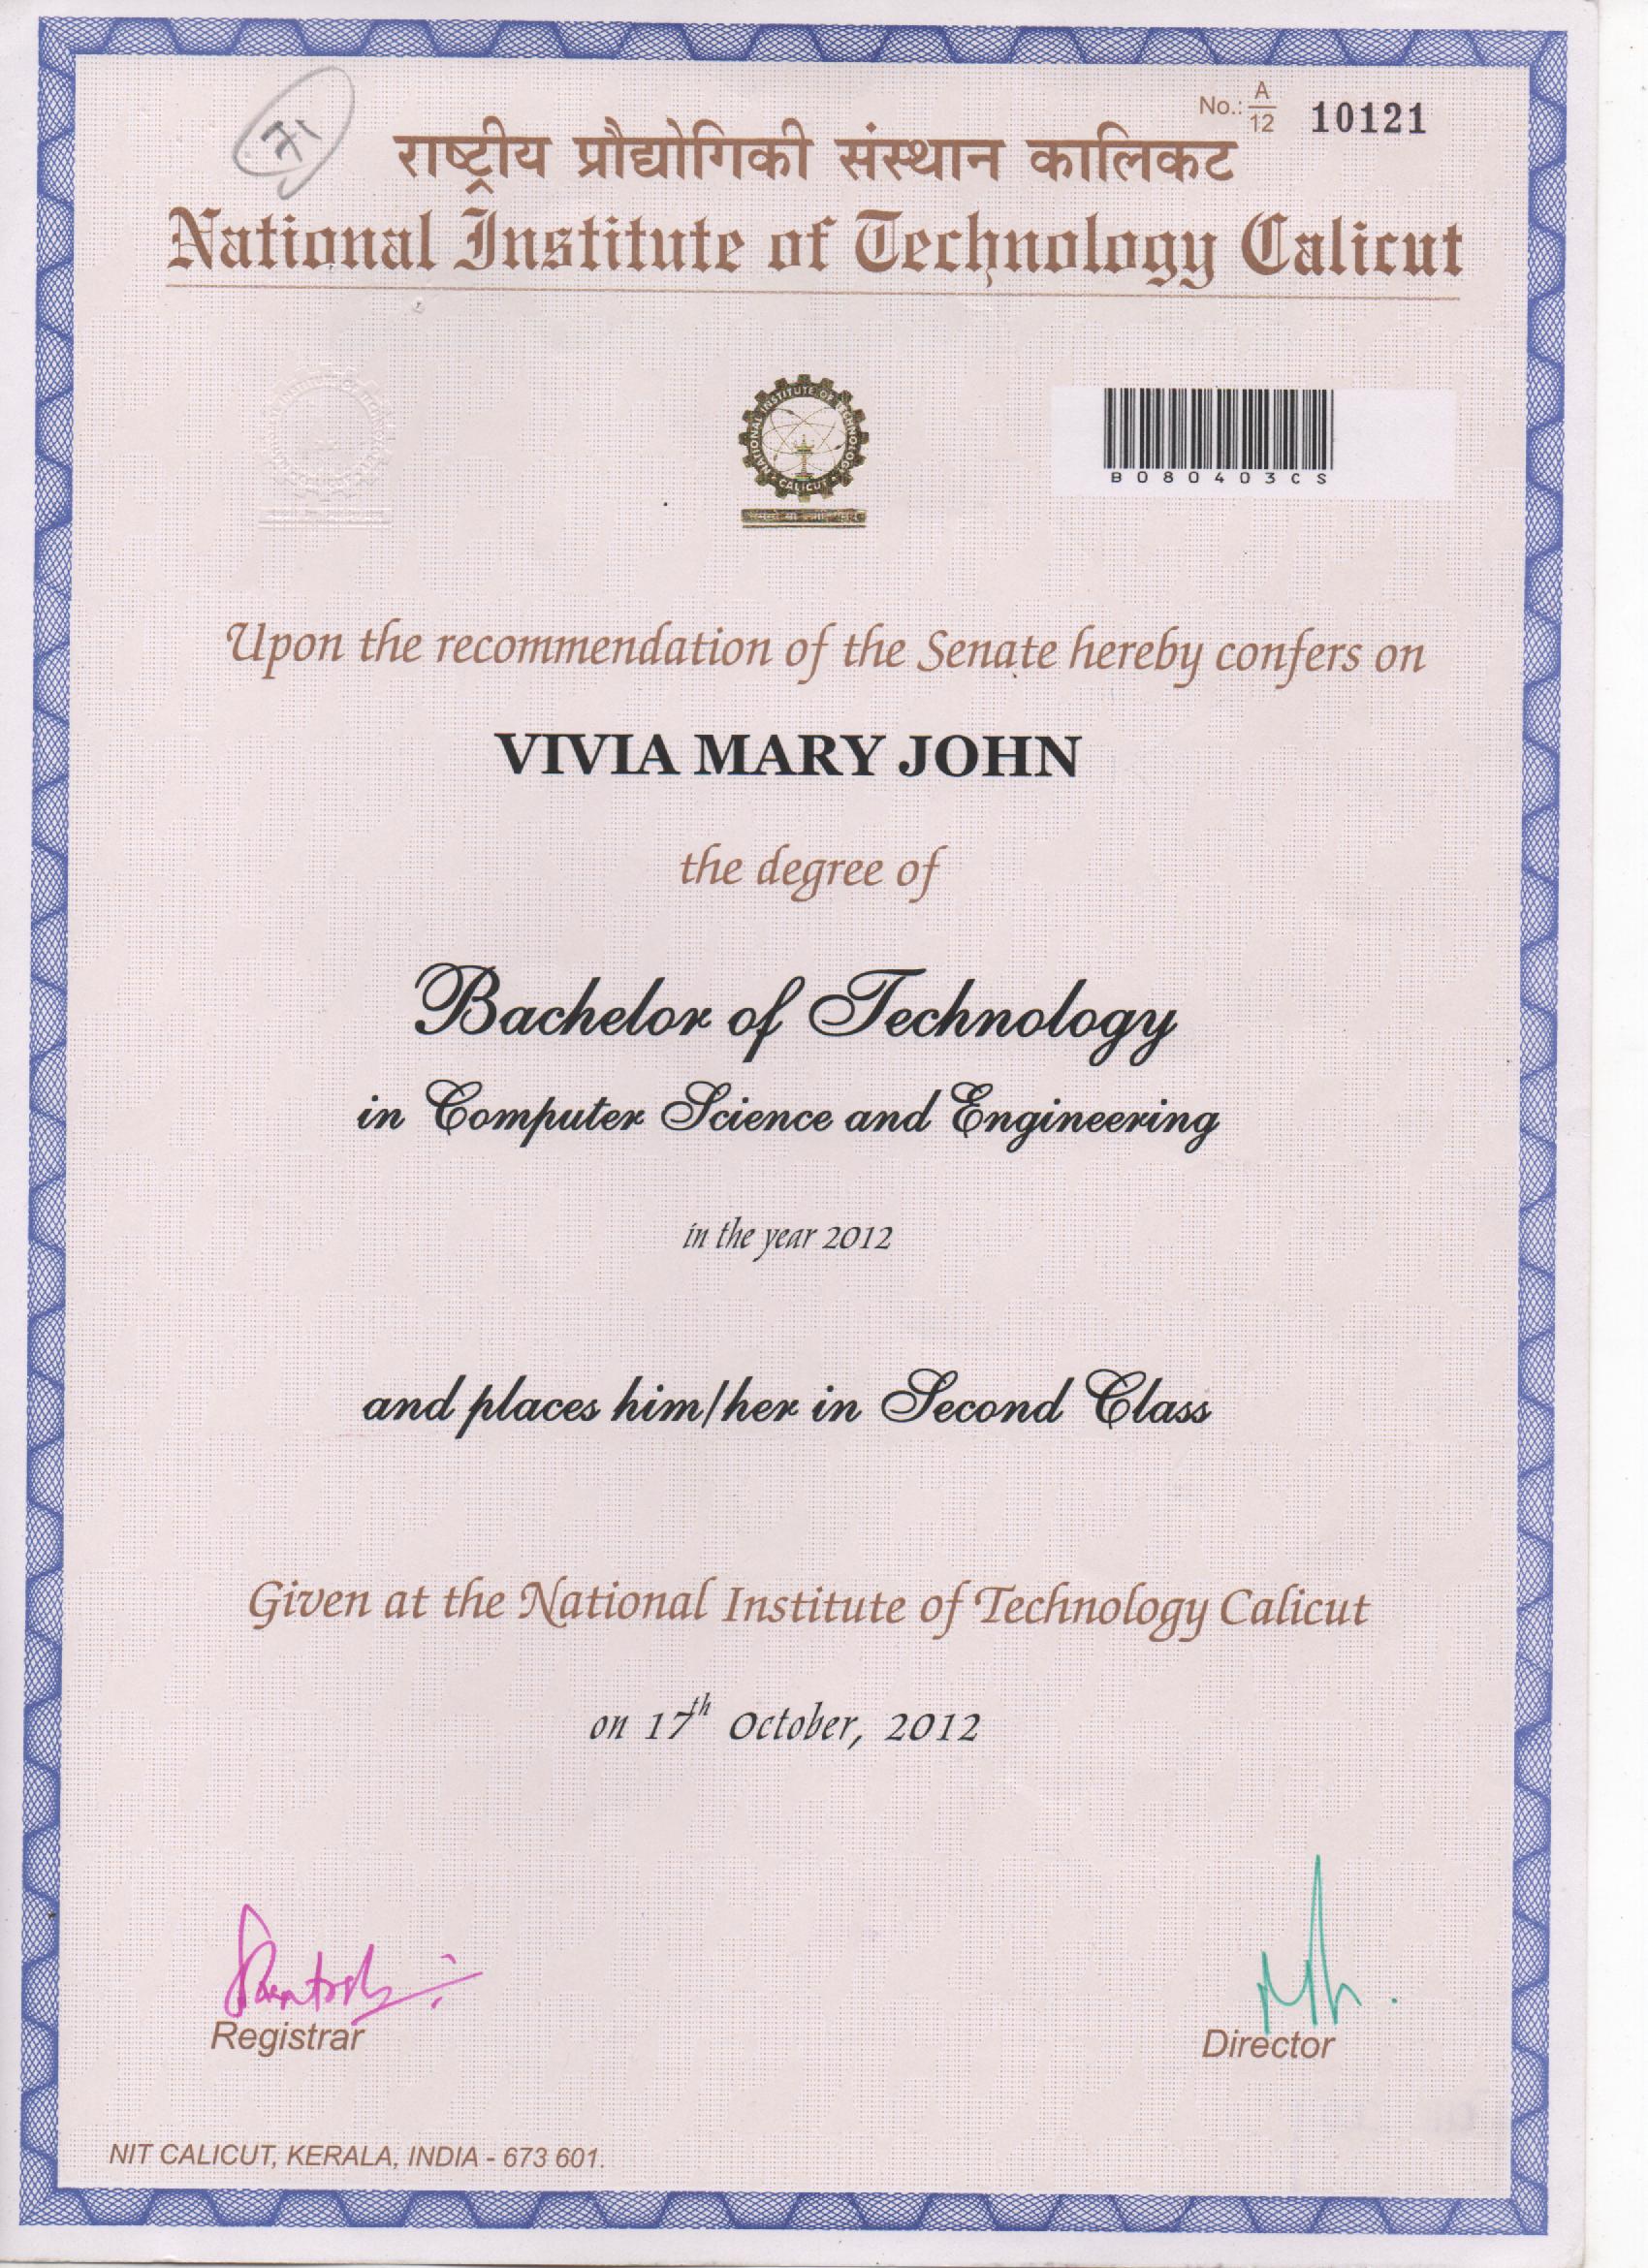 71
No.: A/12 10121
राष्ट्रीय प्रौद्योगिकी संस्थान कालिकट
National Institute of Technology Calicut
NATIONAL INSTITUTE OF TECHNOLOGY
CALICUT
B080403CS
Upon the recommendation of the Senate hereby confers on
VIVIA MARY JOHN
the degree of
Bachelor of Technology
in Computer Science and Engineering
in the year 2012
and places him/her in Second Class
Given at the National Institute of Technology Calicut
on 17th October, 2012
Registrar
Director
NIT CALICUT, KERALA, INDIA - 673 601.